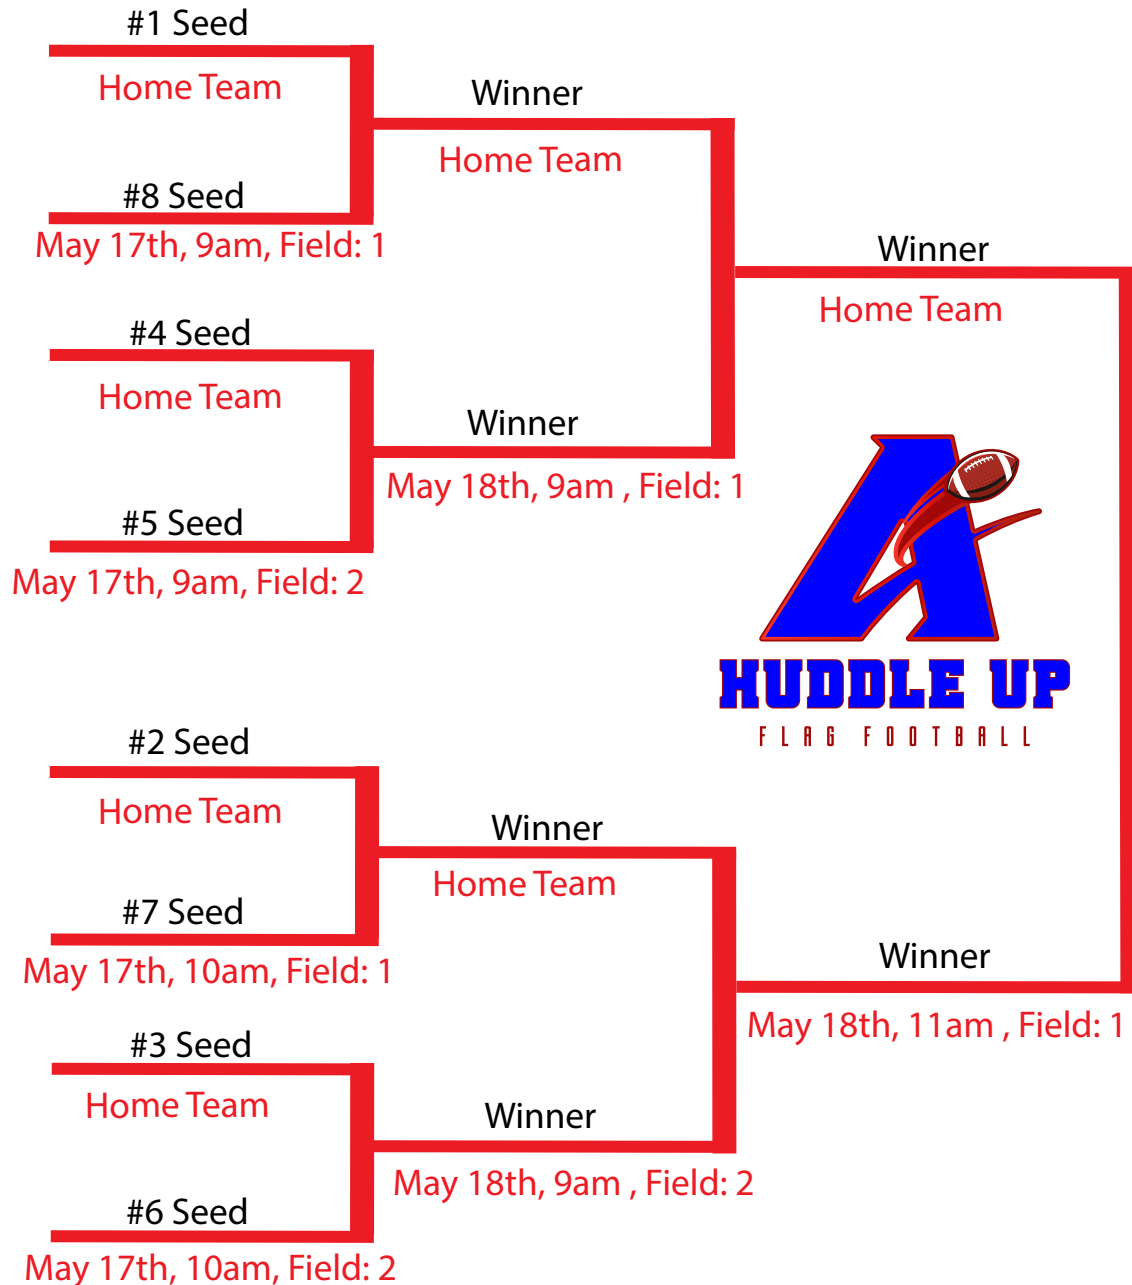 #1 Seed
Home Team
#8 Seed
May 17th, 9am, Field: 1
Winner
Home Team
#4 Seed
Home Team
#5 Seed
May 17th, 9am, Field: 2
Winner
May 18th, 9am , Field: 1
Winner
Home Team
HUDDLE UP
FLAG FOOTBALL
#2 Seed
Home Team
#7 Seed
May 17th, 10am, Field: 1
Winner
Home Team
#3 Seed
Home Team
#6 Seed
May 17th, 10am, Field: 2
Winner
May 18th, 9am , Field: 2
Winner
May 18th, 11am , Field: 1